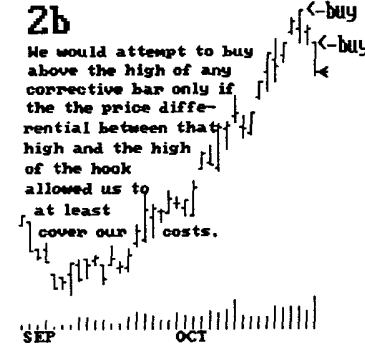 2b
<-buy
<-buy
We would attempt to buy
above the high of any
corrective bar only if
the the price diffe-
rential between that
high and the high
of the hook
allowed us to
at least
cover our costs.
SEP OCT